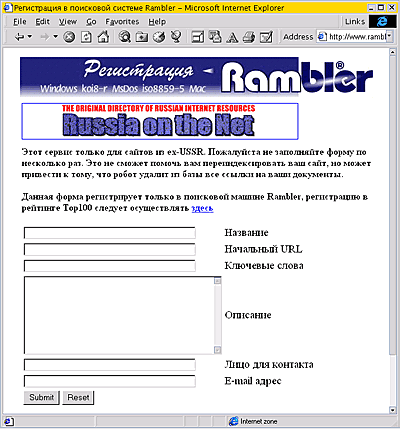 Регистрация в поисковой системе Rambler – Microsoft Internet Explorer
File Edit View Go Favorites Help Links
Address http://www.rambl
Регистрация - Rambler®
Windows koi8-r MsDos iso8859-5 Mac
THE ORIGINAL DIRECTORY OF RUSSIAN INTERNET RESOURCES
Russia on the Net
Этот сервис только для сайтов из ex-USSR. Пожалуйста не заполняйте форму по
несколько раз. Это не сможет помочь вам переиндексировать ваш сайт, но может
привести к тому, что робот удалит из базы все ссылки на ваши документы.
Данная форма регистрирует только в поисковой машине Rambler, регистрацию в
рейтинге Top100 следует осуществлять здесь
Название
Начальный URL
Ключевые слова
Описание
Лицо для контакта
E-mail адрес
Submit Reset
Internet zone